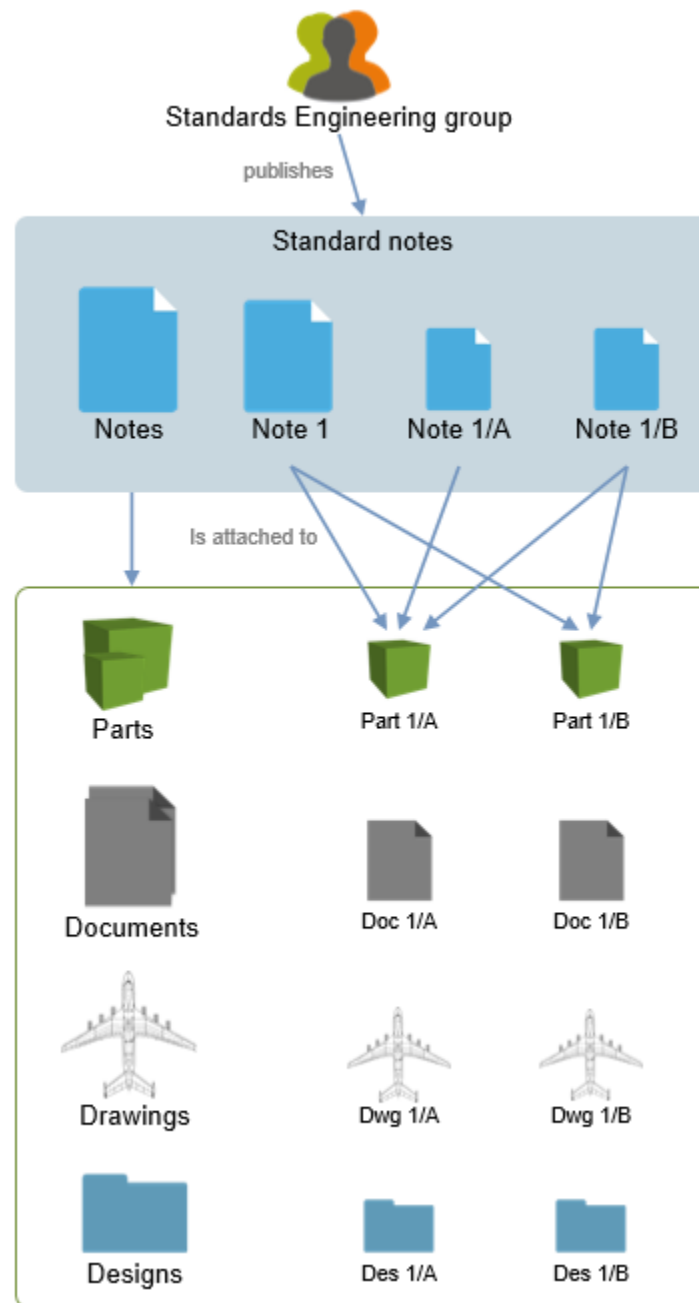 Standards Engineering group
publishes
Standard notes
Notes
Note 1
Note 1/A
Note 1/B
Is attached to
Parts
Part 1/A
Part 1/B
Documents
Doc 1/A
Doc 1/B
Drawings
Dwg 1/A
Dwg 1/B
Designs
Des 1/A
Des 1/B